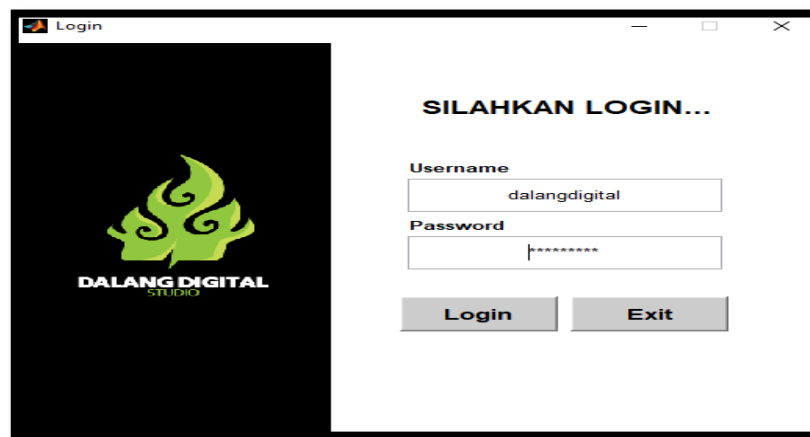 Login
SILAHKAN LOGIN...
Username
dalangdigital
Password
*********
Login Exit
DALANG DIGITAL
STUDIO